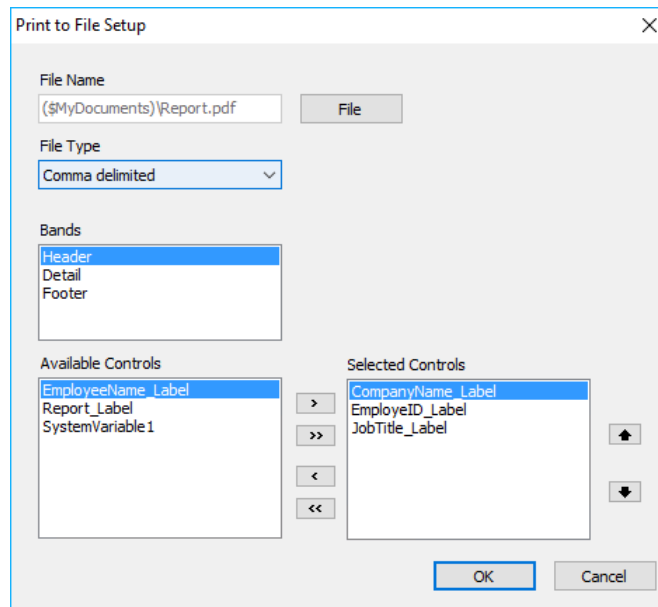 Print to File Setup
File Name
($MyDocuments)\Report.pdf
File
File Type
Comma delimited
Bands
Header
Detail
Footer
Available Controls
EmployeeName_Label
Report_Label
SystemVariable1
>
>>
<
<<
Selected Controls
CompanyName_Label
EmployeID_Label
JobTitle_Label
OK
Cancel